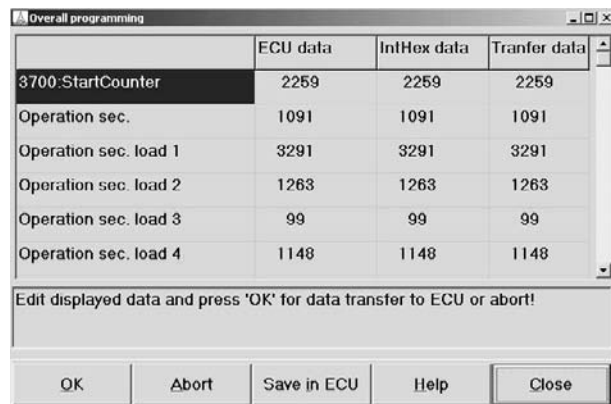 Overall programming
ECU data IntHex data Tranfer data
3700:StartCounter 2259 2259 2259
Operation sec. 1091 1091 1091
Operation sec. load 1 3291 3291 3291
Operation sec. load 2 1263 1263 1263
Operation sec. load 3 99 99 99
Operation sec. load 4 1148 1148 1148
Edit displayed data and press 'OK' for data transfer to ECU or abort!
OK Abort Save in ECU Help Close